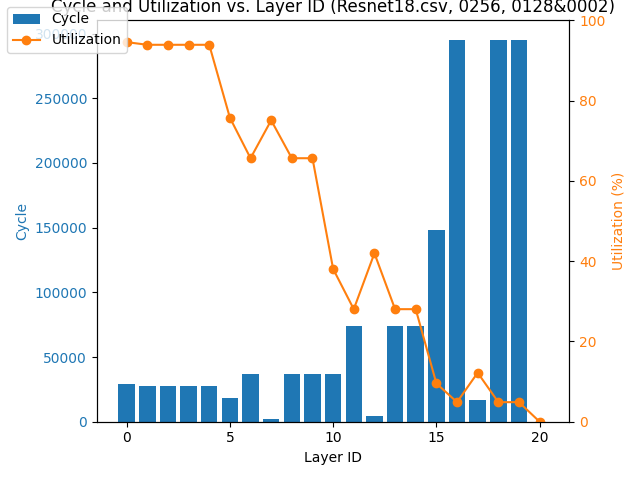 Cycle and Utilization vs. Layer ID (Resnet18.csv, 0256, 0128&0002)
Cycle
Utilization
300000
250000
200000
150000
100000
50000
0
Cycle
100
80
60
40
20
0
Utilization (%)
0 5 10 15 20
Layer ID